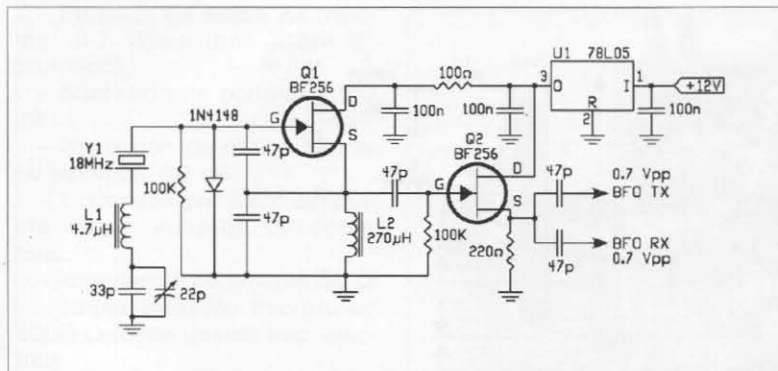 U1 78L05
Q1
BF256
100Ω
3
O
I
1
+12V
R
2
100n
100n
100n
D
G
S
1N4148
Y1
18MHz
100K
47p
47p
L1
4.7µH
33p
22p
L2
270µH
47p
Q2
BF256
D
G
S
100K
220Ω
47p
47p
0.7 Vpp
BFO TX
BFO RX
0.7 Vpp